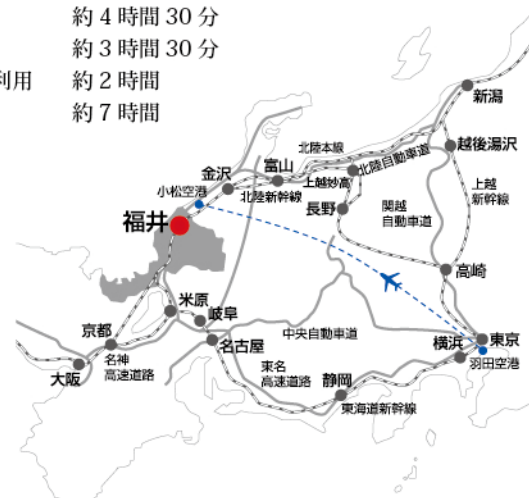 約 4 時間 30 分
約 3 時間 30 分
利用 約 2 時間
約 7 時間
新潟
北陸本線
越後湯沢
富山
北陸自動車道
金沢
上越妙高
小松空港
北陸新幹線
上越
新幹線
長野
関越
自動車道
福井
高崎
米原
岐阜
京都
中央自動車道
東京
名古屋
横浜
名神
高速道路
羽田空港
大阪
東名
高速道路
静岡
東海道新幹線